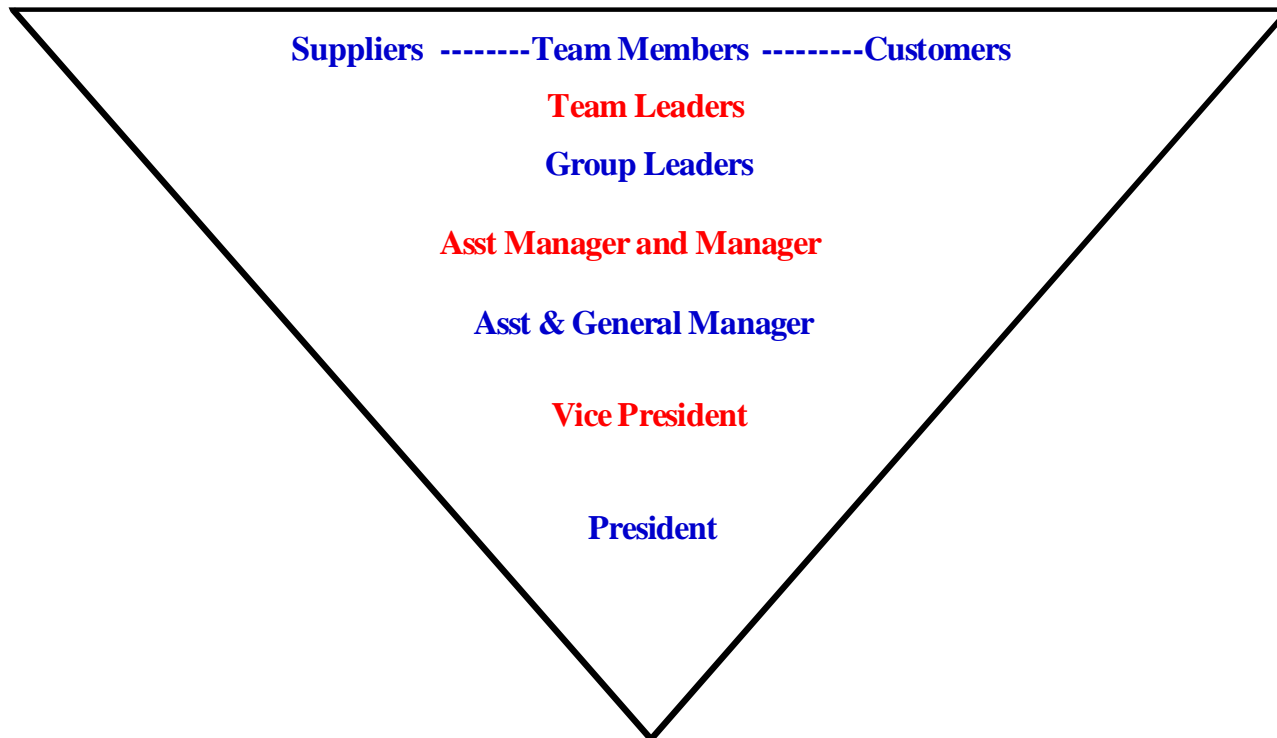 Suppliers --------Team Members ---------Customers
Team Leaders
Group Leaders
Asst Manager and Manager
Asst & General Manager
Vice President
President